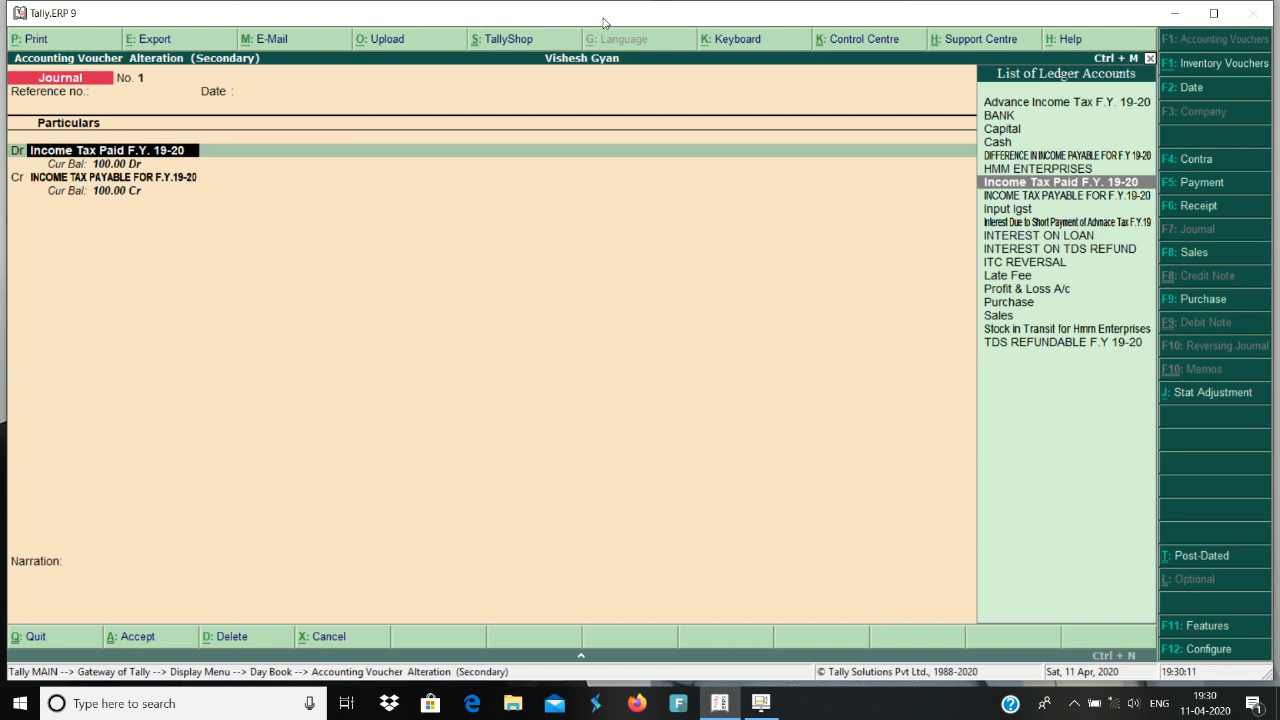 Tally.ERP 9
P: Print
E: Export
M: E-Mail
O: Upload
S: TallyShop
G: Language
K: Keyboard
K: Control Centre
H: Support Centre
H: Help
Accounting Voucher Alteration (Secondary)
Vishesh Gyan
Ctrl + M
Journal No. 1
Reference no.:
Date :
Particulars
Dr Income Tax Paid F.Y. 19-20
Cur Bal: 100.00 Dr
Cr INCOME TAX PAYABLE FOR F.Y.19-20
Cur Bal: 100.00 Cr
Narration:
List of Ledger Accounts
Advance Income Tax F.Y. 19-20
BANK
Capital
Cash
DIFFERENCE IN INCOME PAYABLE FOR F.Y 19-20
HMM ENTERPRISES
Income Tax Paid F.Y. 19-20
INCOME TAX PAYABLE FOR F.Y.19-20
Input Igst
Interest Due to Short Payment of Advnace Tax F.Y.19
INTEREST ON LOAN
INTEREST ON TDS REFUND
ITC REVERSAL
Late Fee
Profit & Loss A/c
Purchase
Sales
Stock in Transit for Hmm Enterprises
TDS REFUNDABLE F.Y 19-20
F1: Accounting Vouchers
F1: Inventory Vouchers
F2: Date
F3: Company
F4: Contra
F5: Payment
F6: Receipt
F7: Journal
F8: Sales
F8: Credit Note
F9: Purchase
F9: Debit Note
F10: Reversing Journal
F10: Memos
J: Stat Adjustment
T: Post-Dated
L: Optional
F11: Features
F12: Configure
Q: Quit
A: Accept
D: Delete
X: Cancel
Ctrl + N
Tally MAIN --> Gateway of Tally --> Display Menu --> Day Book --> Accounting Voucher Alteration (Secondary)
© Tally Solutions Pvt Ltd., 1988-2020
Sat, 11 Apr, 2020
19:30:11
Type here to search
ENG
19:30
11-04-2020